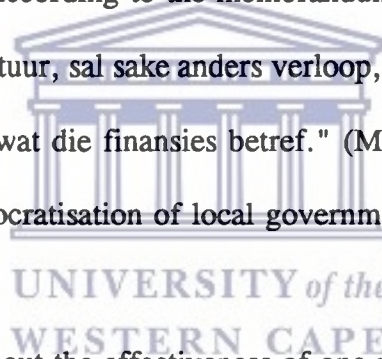 according to the memorandum
tuur, sal sake anders verloop,
wat die finansies betref." (M
ocratisation of local governm
UNIVERSITY of the
WESTERN CAPE
out the effectiveness of one